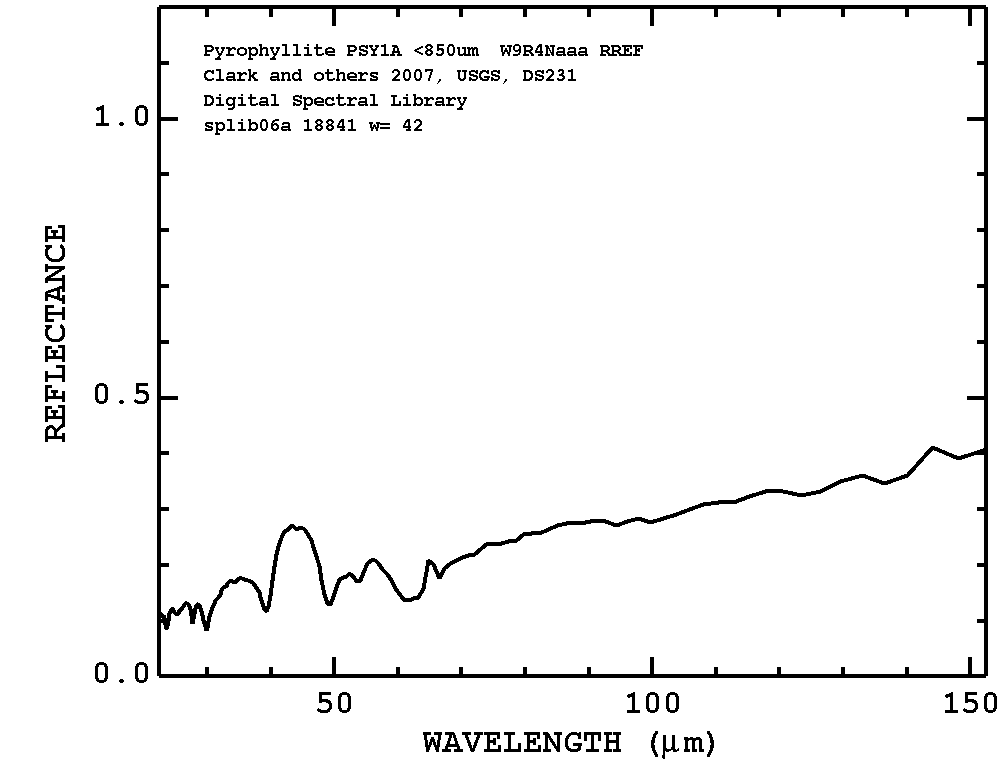 Pyrophyllite PSY1A <850um W9R4Naaa RREF
Clark and others 2007, USGS, DS231
Digital Spectral Library
splib06a 18841 w= 42
1.0
0.5
0.0
REFLECTANCE
50 100 150
WAVELENGTH (μm)